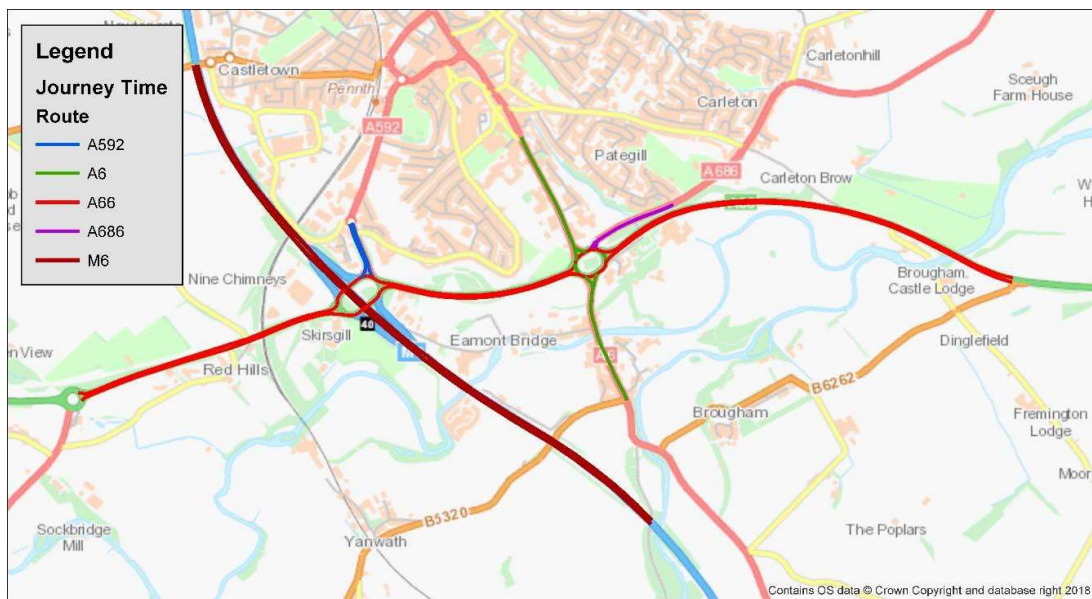 Legend
Journey Time
Route
A592
A6
A66
A686
M6
Castletown
Penrith
A592
Carletonhill
Sceugh
Farm House
Carleton
Pategill
A686
Carleton Brow
Nine Chimneys
Brougham
Castle Lodge
40
Skirsgill
Eamont Bridge
Dinglefield
en View
Red Hills
A6
B6262
Brougham
Fremington
Lodge
Moor
B5320
Sockbridge
Mill
Yanwath
The Poplars
Contains OS data © Crown Copyright and database right 2018